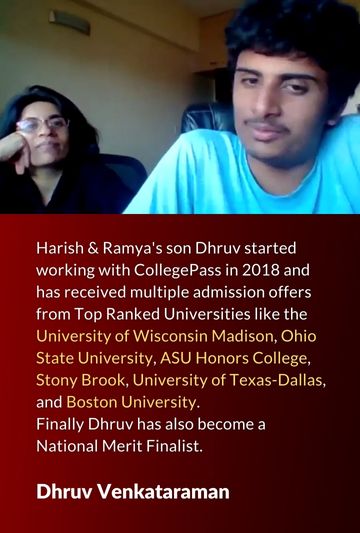 Harish & Ramya's son Dhruv started
working with CollegePass in 2018 and
has received multiple admission offers
from Top Ranked Universities like the
University of Wisconsin Madison, Ohio
State University, ASU Honors College,
Stony Brook, University of Texas-Dallas,
and Boston University.
Finally Dhruv has also become a
National Merit Finalist.
Dhruv Venkataraman